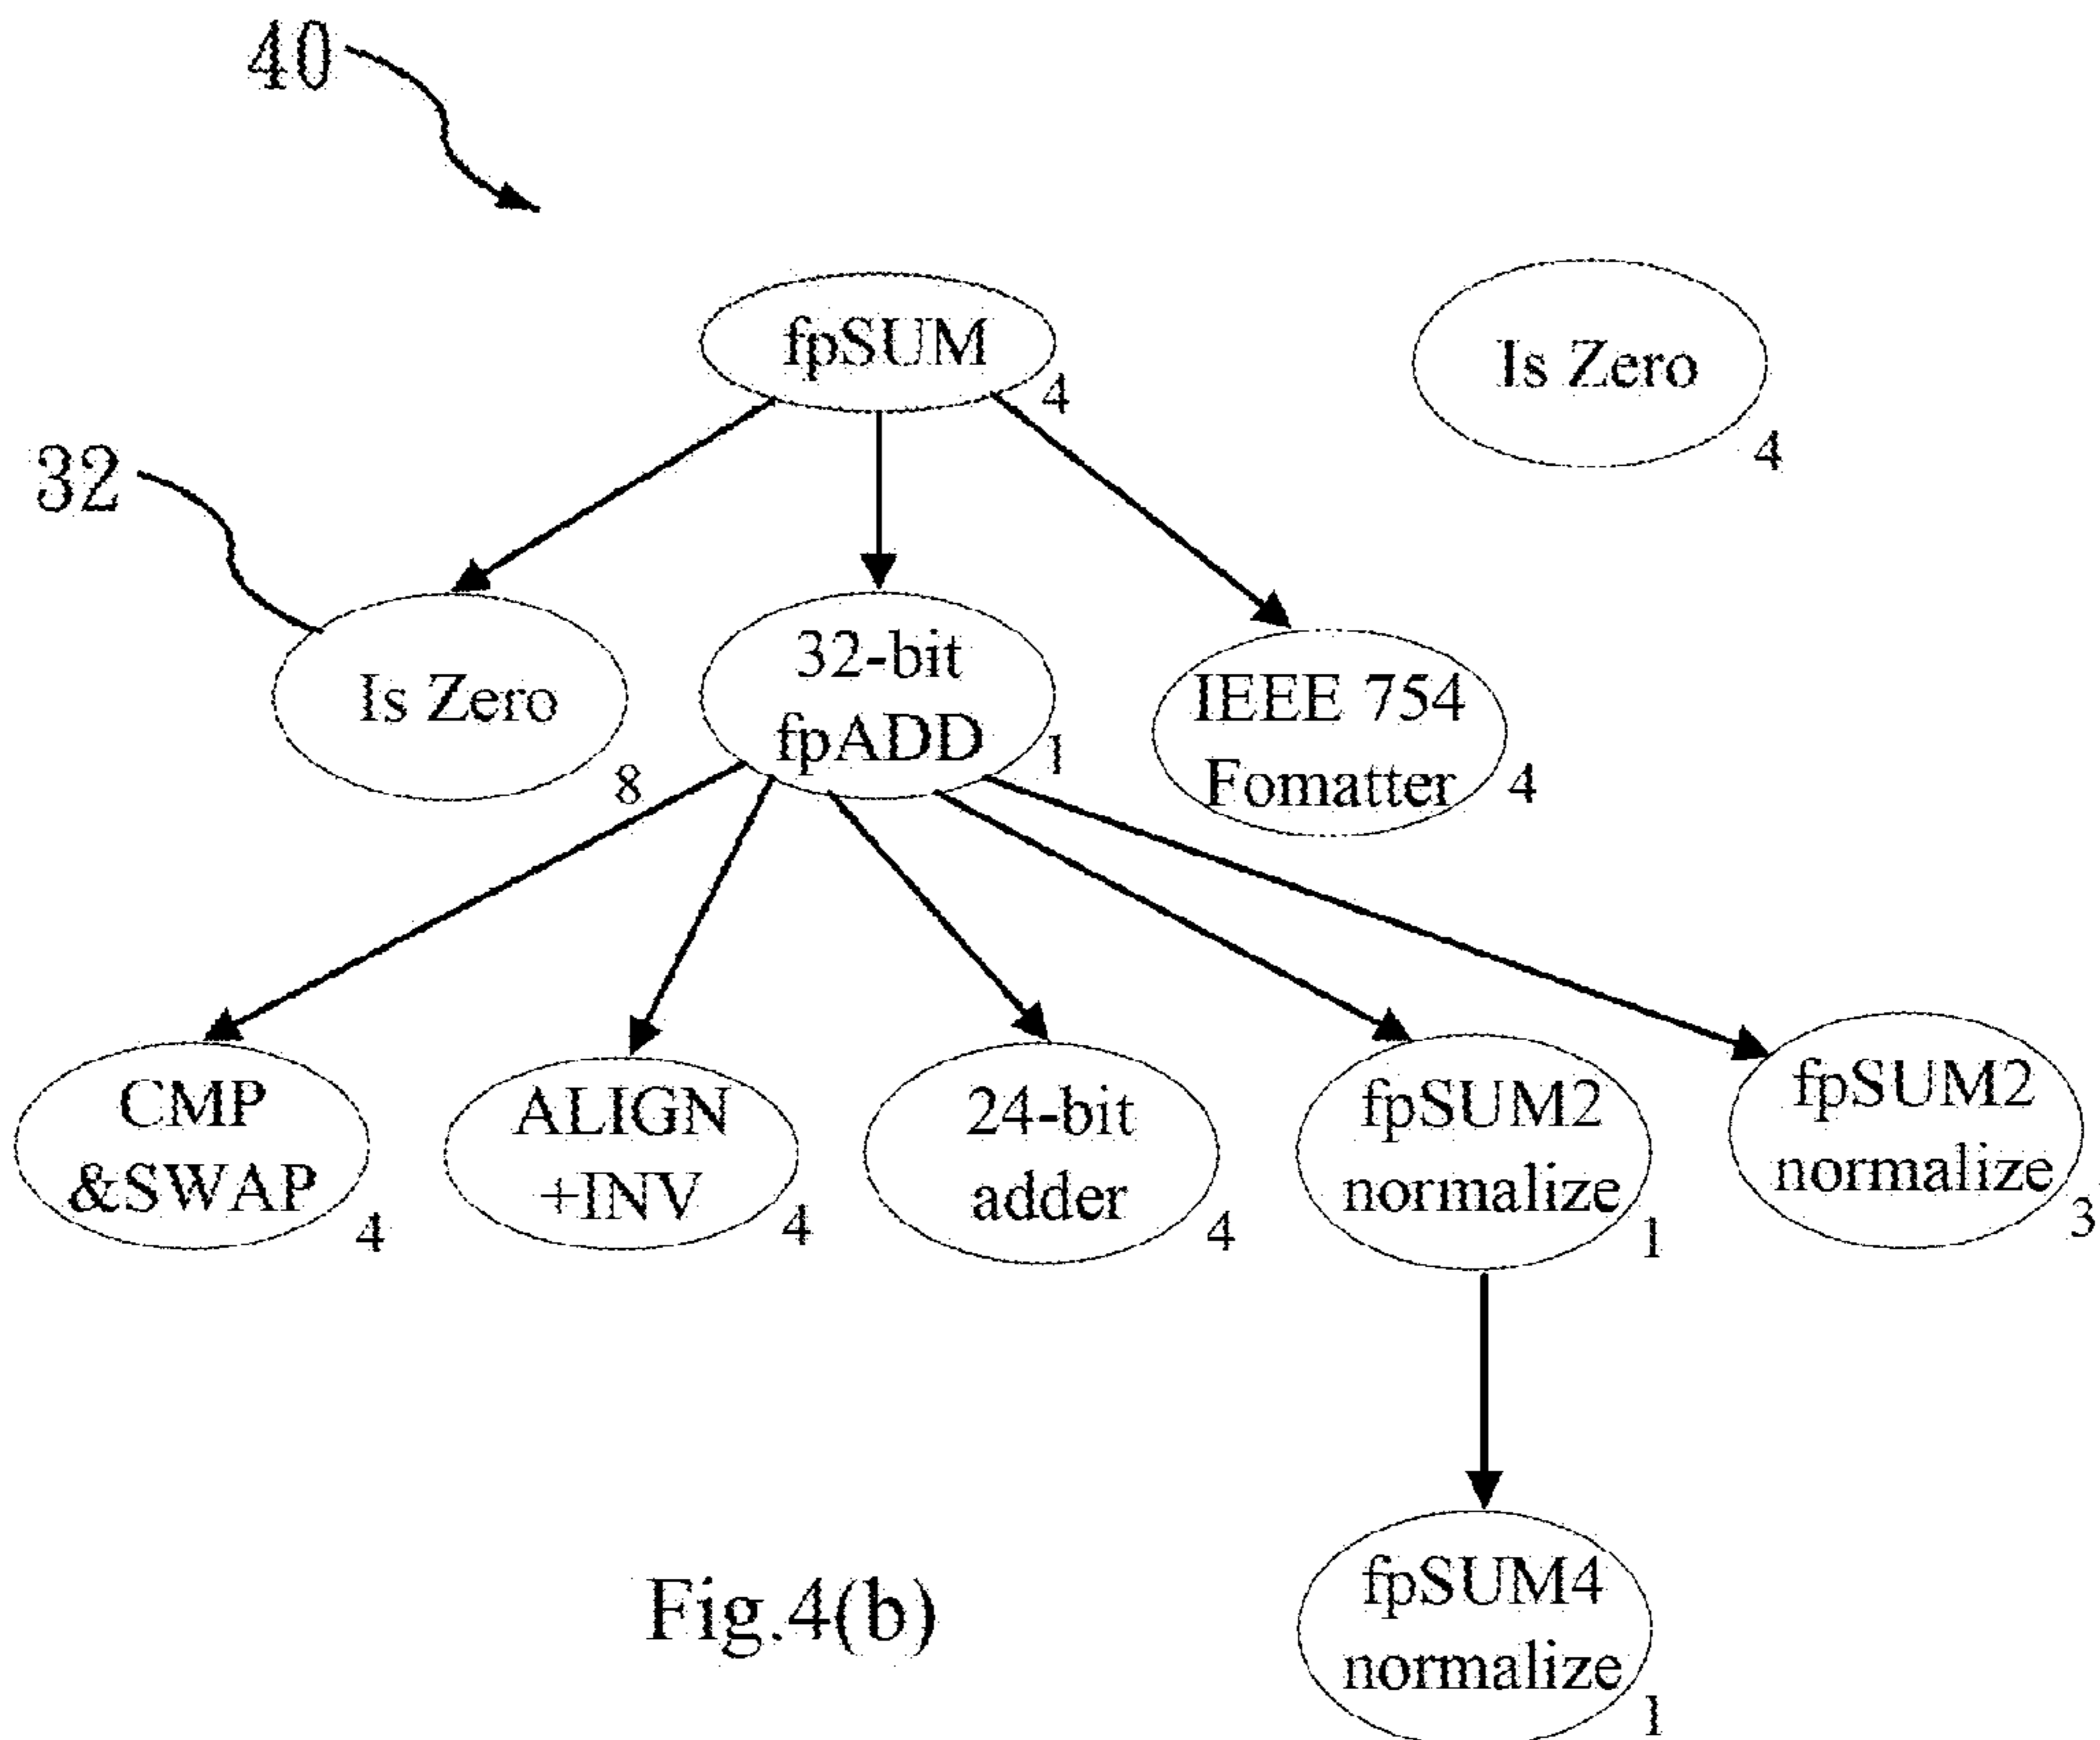 40
fpSUM
4
Is Zero
4
32
Is Zero
8
32-bit
fpADD
1
IEEE 754
Fomatter
4
CMP
&SWAP
4
ALIGN
+INV
4
24-bit
adder
4
fpSUM2
normalize
1
fpSUM2
normalize
3
fpSUM4
normalize
1
Fig.4(b)